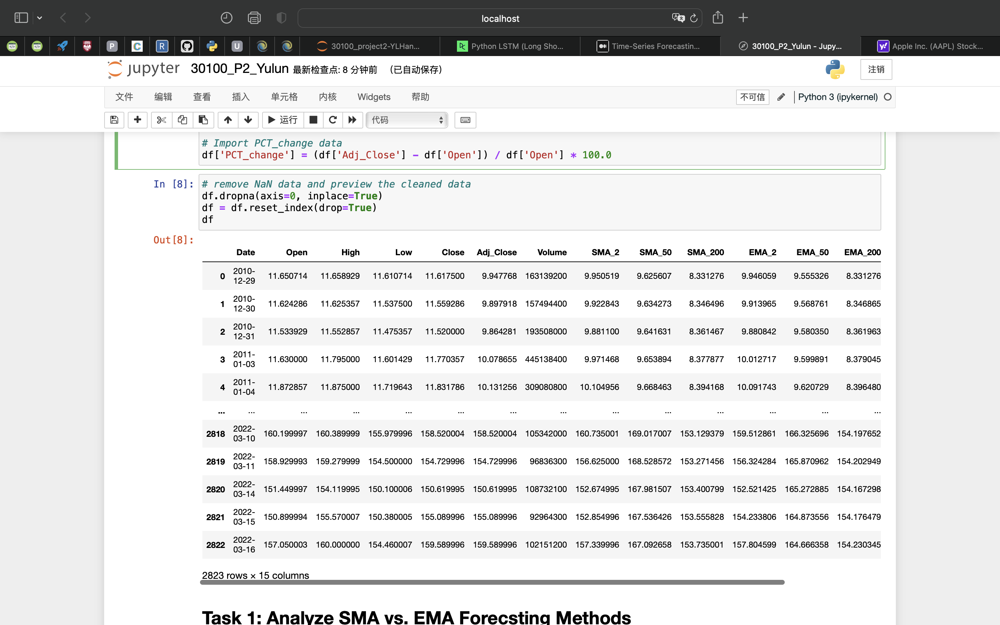 localhost
30100_project2-YLHan...
Python LSTM (Long Sho...
Time-Series Forecastin...
30100_P2_Yulun - Jupy...
Apple Inc. (AAPL) Stock...
jupyter 30100_P2_Yulun 最新检查点: 8 分钟前 (已自动保存)
注销
文件 编辑 查看 插入 单元格 内核 Widgets 帮助
不可信 Python 3 (ipykernel)
运行 代码
# Import PCT_change data
df['PCT_change'] = (df['Adj_Close'] - df['Open']) / df['Open'] * 100.0
In [8]:
# remove NaN data and preview the cleaned data
df.dropna(axis=0, inplace=True)
df = df.reset_index(drop=True)
df
Out[8]:
Date Open High Low Close Adj_Close Volume SMA_2 SMA_50 SMA_200 EMA_2 EMA_50 EMA_200
0 2010-12-29 11.650714 11.658929 11.610714 11.617500 9.947768 163139200 9.950519 9.625607 8.331276 9.946059 9.555326 8.331276
1 2010-12-30 11.624286 11.625357 11.537500 11.559286 9.897918 157494400 9.922843 9.634273 8.346496 9.913965 9.568761 8.346865
2 2010-12-31 11.533929 11.552857 11.475357 11.520000 9.864281 193508000 9.881100 9.641631 8.361467 9.880842 9.580350 8.361963
3 2011-01-03 11.630000 11.795000 11.601429 11.770357 10.078655 445138400 9.971468 9.653894 8.377877 10.012717 9.599891 8.379045
4 2011-01-04 11.872857 11.875000 11.719643 11.831786 10.131256 309080800 10.104956 9.668463 8.394168 10.091743 9.620729 8.396480
... ... ... ... ... ... ... ... ... ... ... ... ... ...
2818 2022-03-10 160.199997 160.389999 155.979996 158.520004 158.520004 105342000 160.735001 169.017007 153.129379 159.512861 166.325696 154.197652
2819 2022-03-11 158.929993 159.279999 154.500000 154.729996 154.729996 96836300 156.625000 168.528572 153.271456 156.324284 165.870962 154.202949
2820 2022-03-14 151.449997 154.119995 150.100006 150.619995 150.619995 108732100 152.674995 167.981507 153.400799 152.521425 165.272885 154.167298
2821 2022-03-15 150.899994 155.570007 150.380005 155.089996 155.089996 92964300 152.854996 167.536426 153.555828 154.233806 164.873556 154.176479
2822 2022-03-16 157.050003 160.000000 154.460007 159.589996 159.589996 102151200 157.339996 167.092658 153.735001 157.804599 164.666358 154.230345
2823 rows × 15 columns
Task 1: Analyze SMA vs. EMA Forecsting Methods